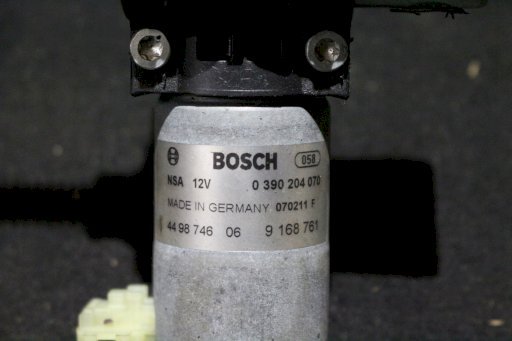 BOSCH 058
NSA 12V 0 390 204 070
MADE IN GERMANY 070211 F
44 98 746 06 9 168 761